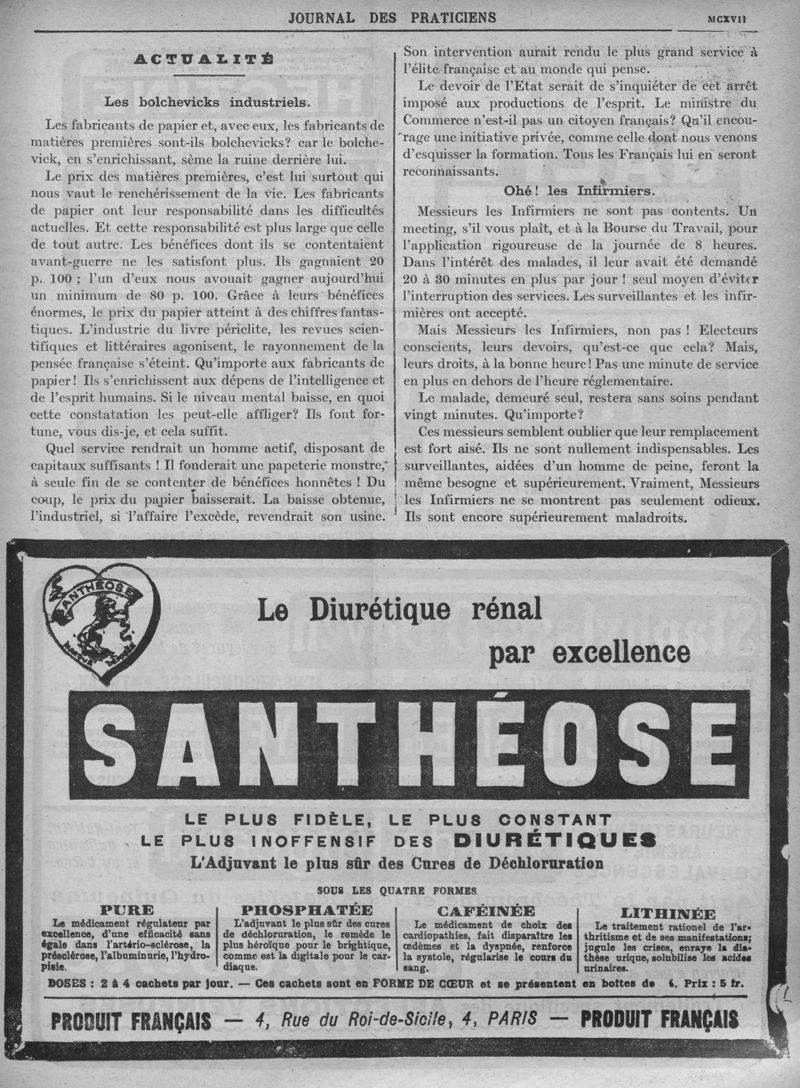 JOURNAL DES PRATICIENS
MCXVII
ACTUALITÉ
Les bolchevicks industriels.
Les fabricants de papier et, avec eux, les fabricants de
matières premières sont-ils bolchevicks? car le bolche-
vick, en s'enrichissant, sème la ruine derrière lui.
Le prix des matières premières, c'est lui surtout qui
nous vaut le renchérissement de la vie. Les fabricants
de papier ont leur responsabilité dans les difficultés
actuelles. Et cette responsabilité est plus large que celle
de tout autre. Les bénéfices dont ils se contentaient
avant-guerre ne les satisfont plus. Ils gagnaient 20
p. 100 ; l'un d'eux nous avouait gagner aujourd'hui
un minimum de 80 p. 100. Grâce à leurs bénéfices
énormes, le prix du papier atteint à des chiffres fantas-
tiques. L'industrie du livre périclite, les revues scien-
tifiques et littéraires agonisent, le rayonnement de la
pensée française s'éteint. Qu'importe aux fabricants de
papier! Ils s'enrichissent aux dépens de l'intelligence et
de l'esprit humains. Si le niveau mental baisse, en quoi
cette constatation les peut-elle affliger? Ils font for-
tune, vous dis-je, et cela suffit.
Quel service rendrait un homme actif, disposant de
capitaux suffisants ! Il fonderait une papeterie monstre,
à seule fin de se contenter de bénéfices honnêtes ! Du
coup, le prix du papier baisserait. La baisse obtenue,
l'industriel, si l'affaire l'excède, revendrait son usine.
Son intervention aurait rendu le plus grand service à
l'élite française et au monde qui pense.
Le devoir de l'Etat serait de s'inquiéter de cet arrêt
imposé aux productions de l'esprit. Le ministre du
Commerce n'est-il pas un citoyen français? Qu'il encou-
rage une initiative privée, comme celle dont nous venons
d'esquisser la formation. Tous les Français lui en seront
reconnaissants.
Ohé! les Infirmiers.
Messieurs les Infirmiers ne sont pas contents. Un
meeting, s'il vous plaît, et à la Bourse du Travail, pour
l'application rigoureuse de la journée de 8 heures.
Dans l'intérêt des malades, il leur avait été demandé
20 à 30 minutes en plus par jour ! seul moyen d'éviter
l'interruption des services. Les surveillantes et les infir-
mières ont accepté.
Mais Messieurs les Infirmiers, non pas ! Electeurs
conscients, leurs devoirs, qu'est-ce que cela? Mais,
leurs droits, à la bonne heure! Pas une minute de service
en plus en dehors de l'heure réglementaire.
Le malade, demeuré seul, restera sans soins pendant
vingt minutes. Qu'importe?
Ces messieurs semblent oublier que leur remplacement
est fort aisé. Ils ne sont nullement indispensables. Les
surveillantes, aidées d'un homme de peine, feront la
même besogne et supérieurement. Vraiment, Messieurs
les Infirmiers ne se montrent pas seulement odieux.
Ils sont encore supérieurement maladroits.
SANTHÉOSE
Le Diurétique rénal
par excellence
SANTHÉOSE
LE PLUS FIDÈLE, LE PLUS CONSTANT
LE PLUS INOFFENSIF DES DIURÉTIQUES
L'Adjuvant le plus sûr des Cures de Déchloruration
SOUS LES QUATRE FORMES
PURE
Le médicament régulateur par
excellence, d'une efficacité sans
égale dans l'artério-sclérose, la
présclérose, l'albuminurie, l'hydro-
pisie.
PHOSPHATÉE
L'adjuvant le plus sûr des cures
de déchloruration, le remède le
plus héroïque pour le brightique,
comme est la digitale pour le car-
diaque.
CAFÉINÉE
Le médicament de choix des
cardiopathies, fait disparaître les
œdèmes et la dyspnée, renforce
la systole, régularise le cours du
sang.
LITHINÉE
Le traitement rationel de l'ar-
thritisme et de ses manifestations;
jugule les crises, enraye la dia-
thèse urique, solubilise les acides
urinaires.
DOSES : 2 à 4 cachets par jour. — Ces cachets sont en FORME DE CŒUR et se présentent en boîtes de Prix : 5 fr.
PRODUIT FRANÇAIS — 4, Rue du Roi-de-Sicile, 4, PARIS — PRODUIT FRANÇAIS